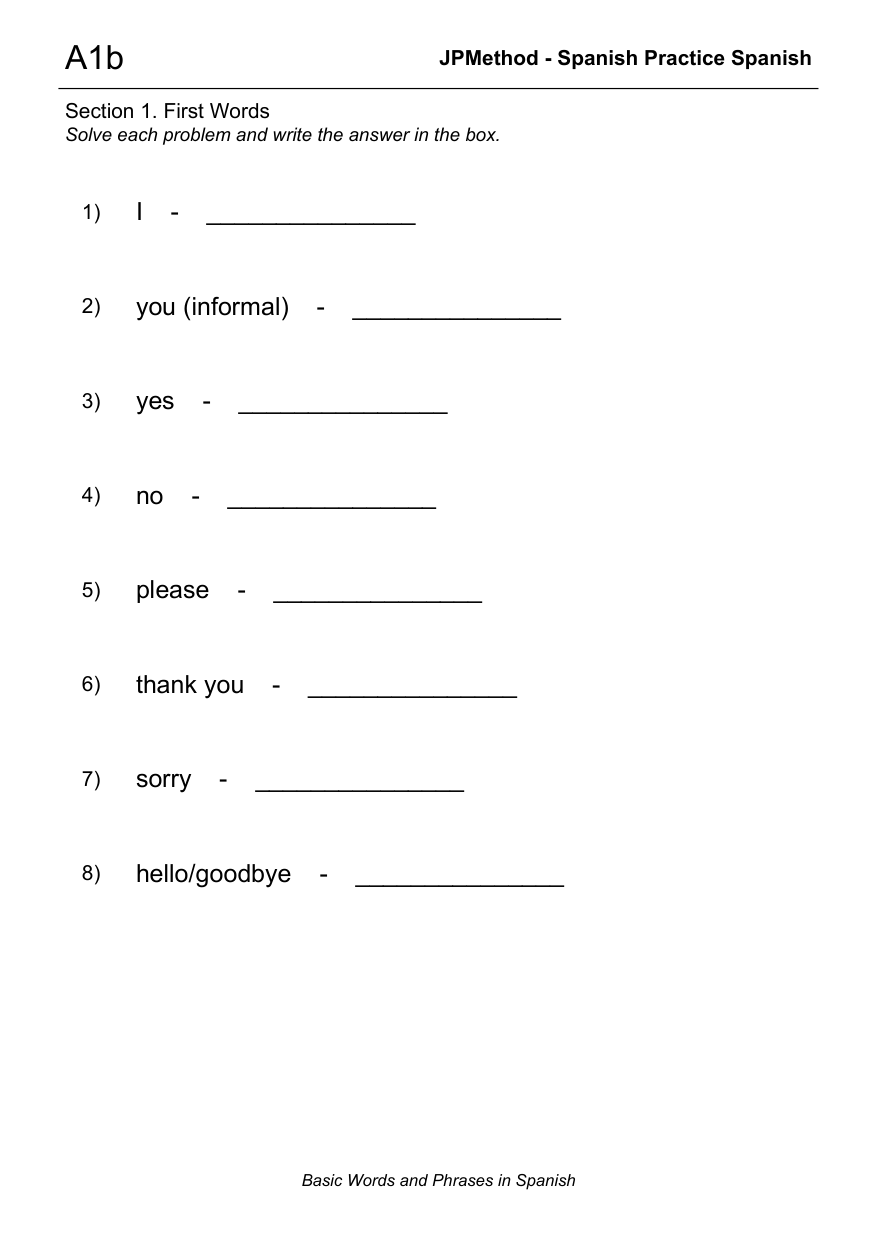 A1b
JPMethod - Spanish Practice Spanish
Section 1. First Words
Solve each problem and write the answer in the box.
1) I - _______________
2) you (informal) - _______________
3) yes - _______________
4) no - _______________
5) please - _______________
6) thank you - _______________
7) sorry - _______________
8) hello/goodbye - _______________
Basic Words and Phrases in Spanish